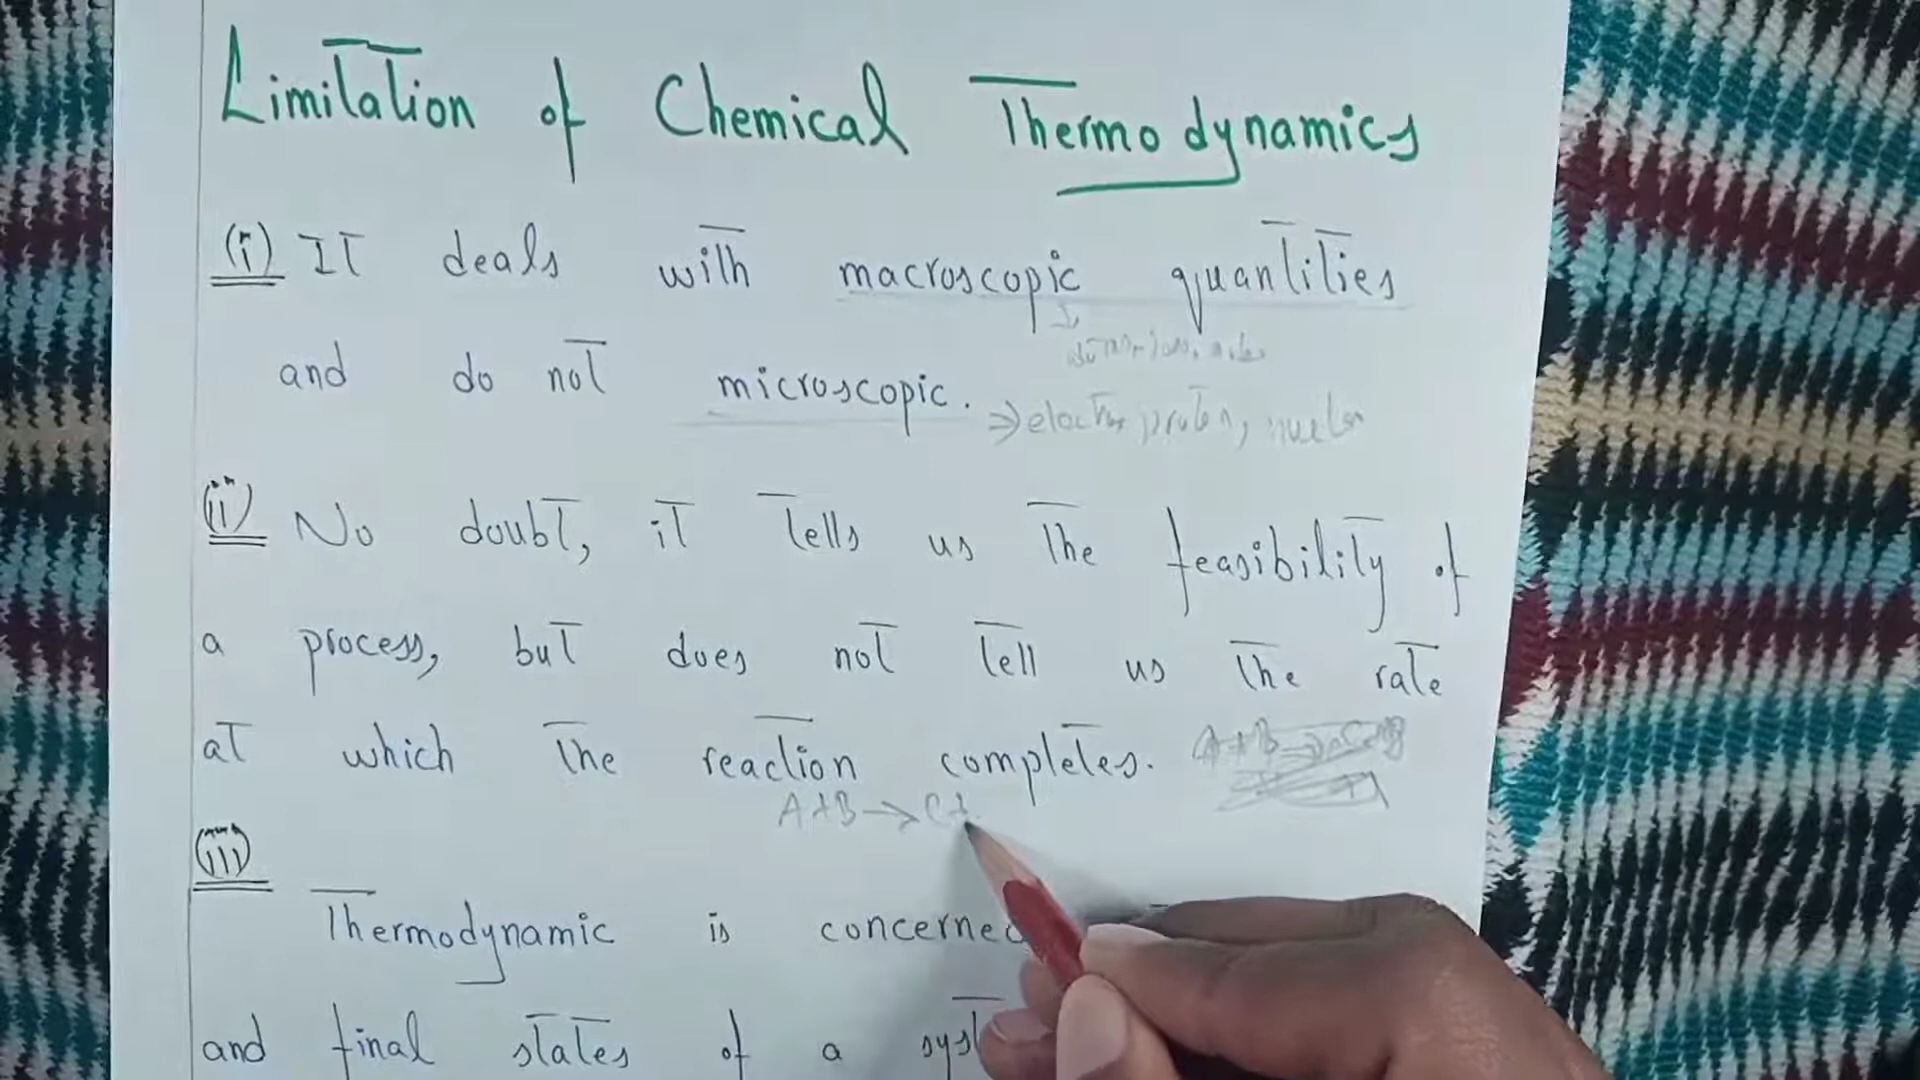 Limitation of Chemical Thermodynamics
(i) It deals with macroscopic quantities
and do not microscopic.
(ii) No doubt, it tells us the feasibility of
a process, but does not tell us the rate
at which the reaction completes.
A+B → C+
(iii)
Thermodynamic is concerned
and final states of a